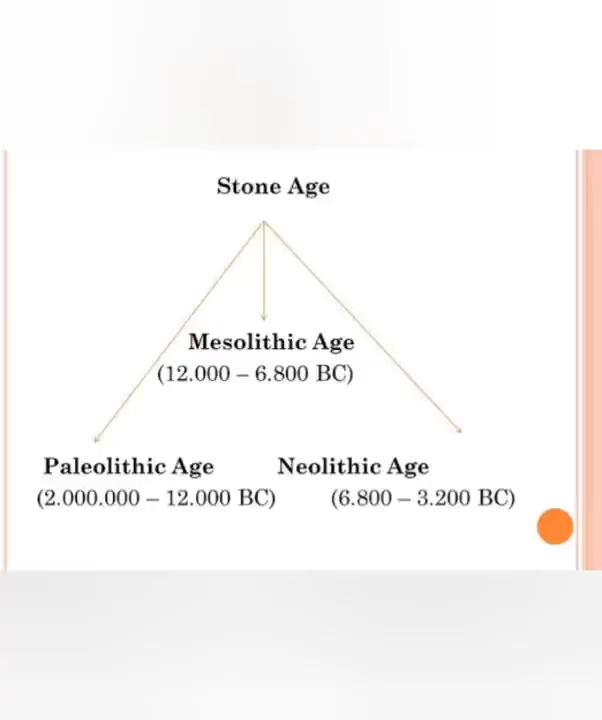 Stone Age
Mesolithic Age
(12.000 – 6.800 BC)
Paleolithic Age
(2.000.000 – 12.000 BC)
Neolithic Age
(6.800 – 3.200 BC)